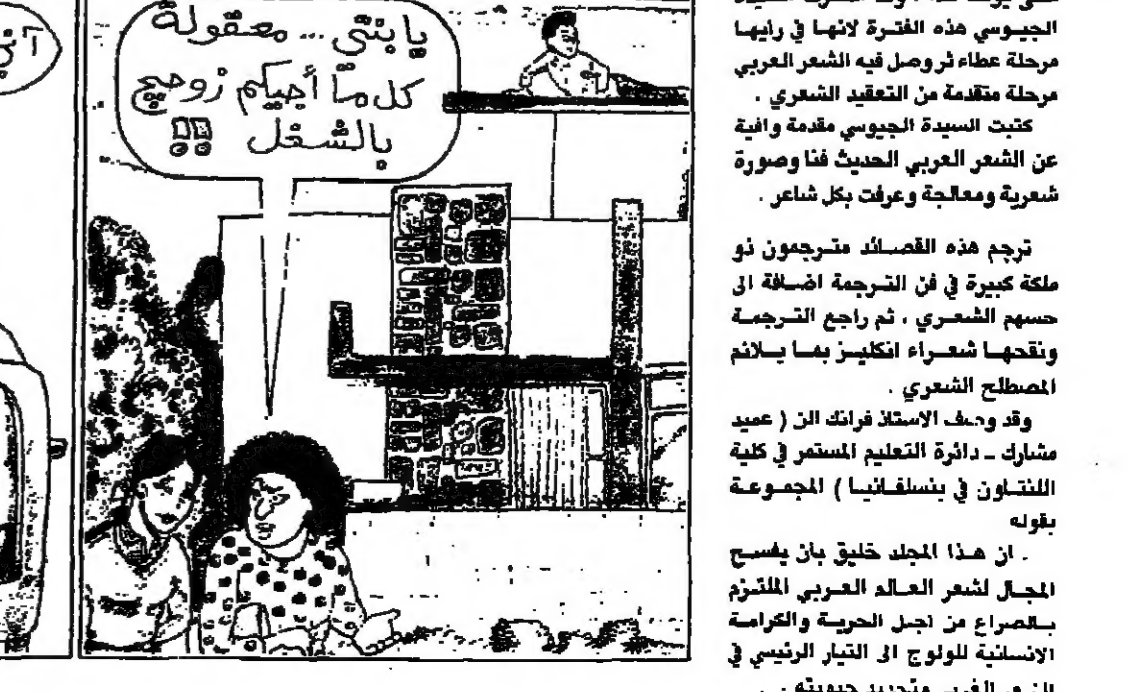 يا بنتي ... معقولة
كل ما أجيكم زوجچ
بالشغل !!
الجيوسي هذه الفترة لانها في رأيها
مرحلة عطاء ثر وصل فيه الشعر العربي
مرحلة متقدمة من التعقيد الشعري .
كتبت السيدة الجيوسي مقدمة وافية
عن الشعر العربي الحديث فنا وصورة
شعرية ومعالجة وعرفت بكل شاعر .
ترجم هذه القصائد مترجمون ذو
ملكة كبيرة في فن الترجمة اضافة الى
حسهم الشعري ، ثم راجع الترجمة
ونقحها شعراء انكليز بما يلائم
المصطلح الشعري .
وقد وصف الاستاذ فرانك الن ( عميد
مشارك - دائرة التعليم المستمر في كلية
اللنتاون في بنسلفانيا ) المجموعة
بقوله
. ان هذا المجلد خليق بان يفسح
المجال لشعر العالم العربي الملتزم
بالصراع من اجل الحرية والكرامة
الانسانية للولوج الى التيار الرئيسي في